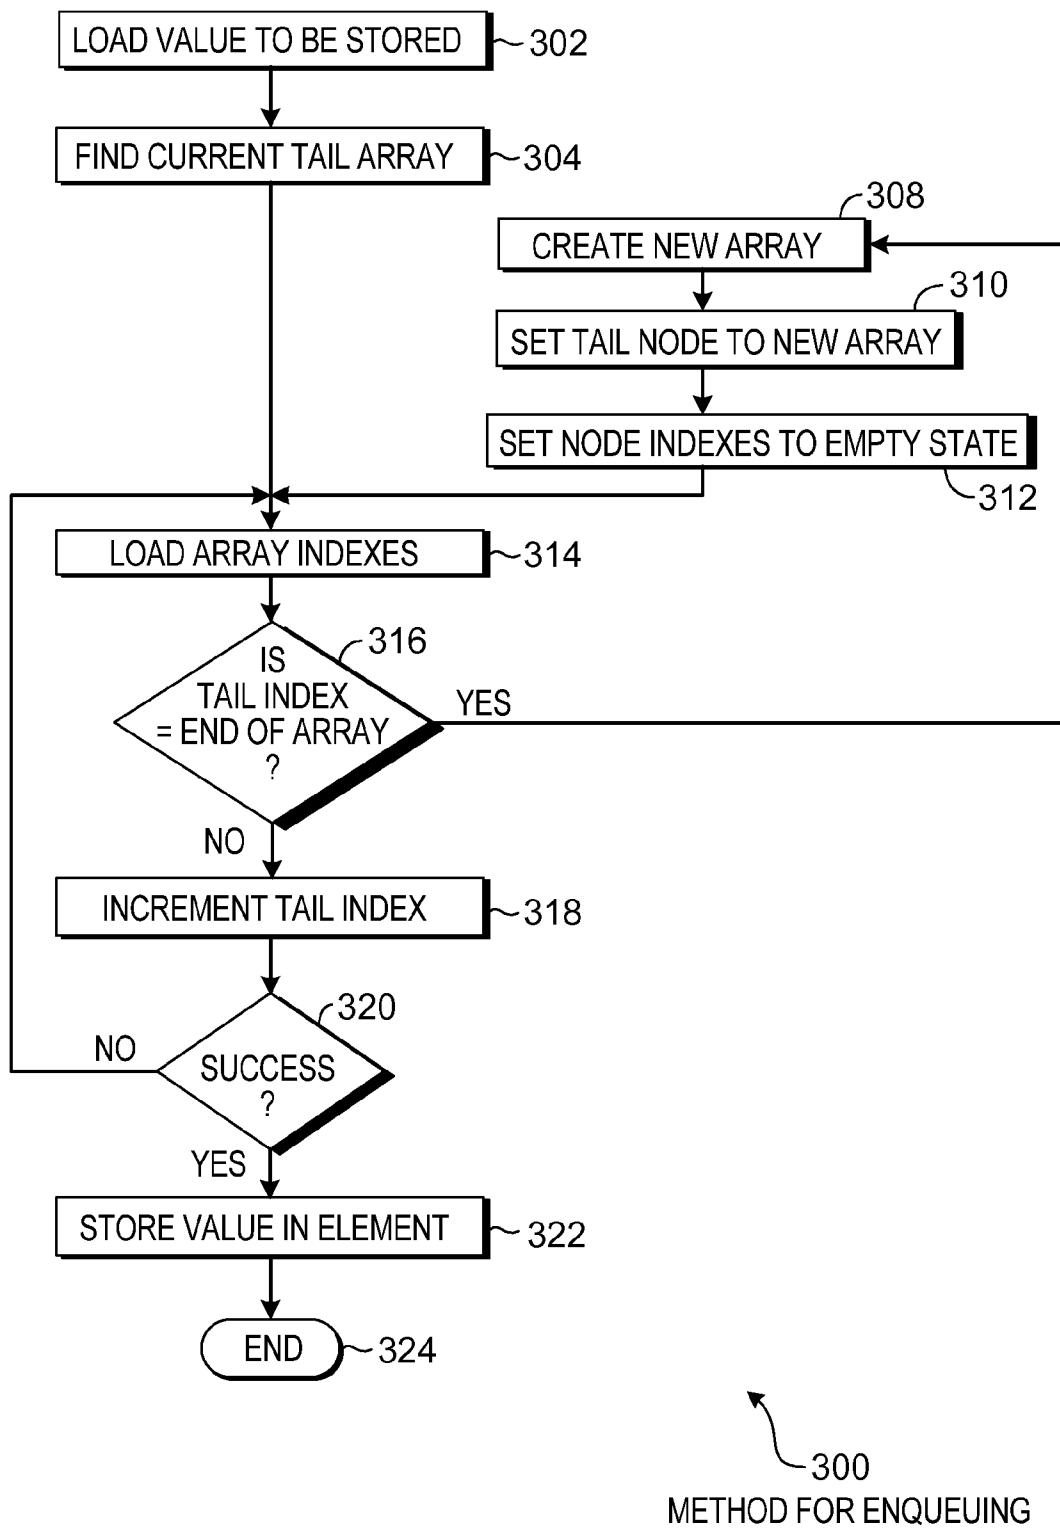 LOAD VALUE TO BE STORED
302
FIND CURRENT TAIL ARRAY
304
308
CREATE NEW ARRAY
310
SET TAIL NODE TO NEW ARRAY
SET NODE INDEXES TO EMPTY STATE
312
LOAD ARRAY INDEXES
314
316
IS
TAIL INDEX
= END OF ARRAY
?
YES
NO
INCREMENT TAIL INDEX
318
320
NO
SUCCESS
?
YES
STORE VALUE IN ELEMENT
322
END
324
300
METHOD FOR ENQUEUING